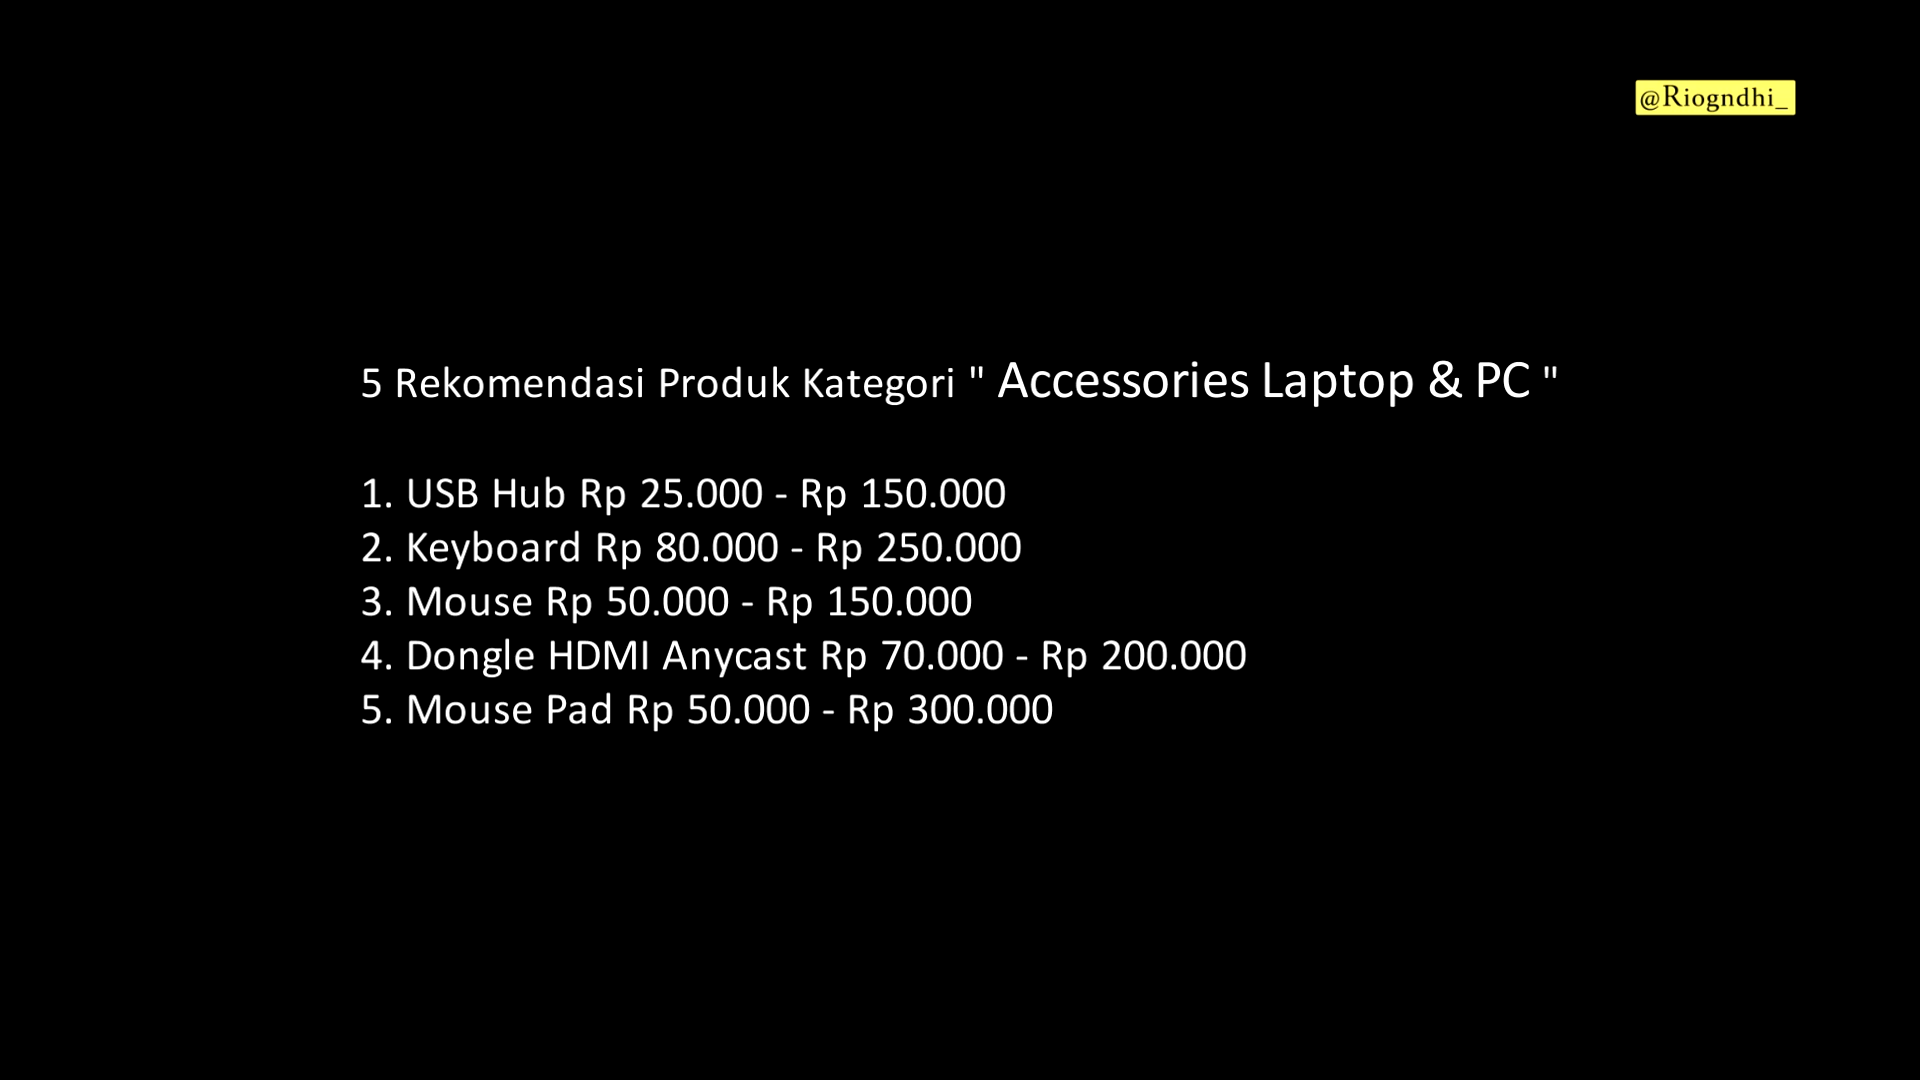 @Riogndhi_
5 Rekomendasi Produk Kategori " Accessories Laptop & PC "
1. USB Hub Rp 25.000 - Rp 150.000
2. Keyboard Rp 80.000 - Rp 250.000
3. Mouse Rp 50.000 - Rp 150.000
4. Dongle HDMI Anycast Rp 70.000 - Rp 200.000
5. Mouse Pad Rp 50.000 - Rp 300.000